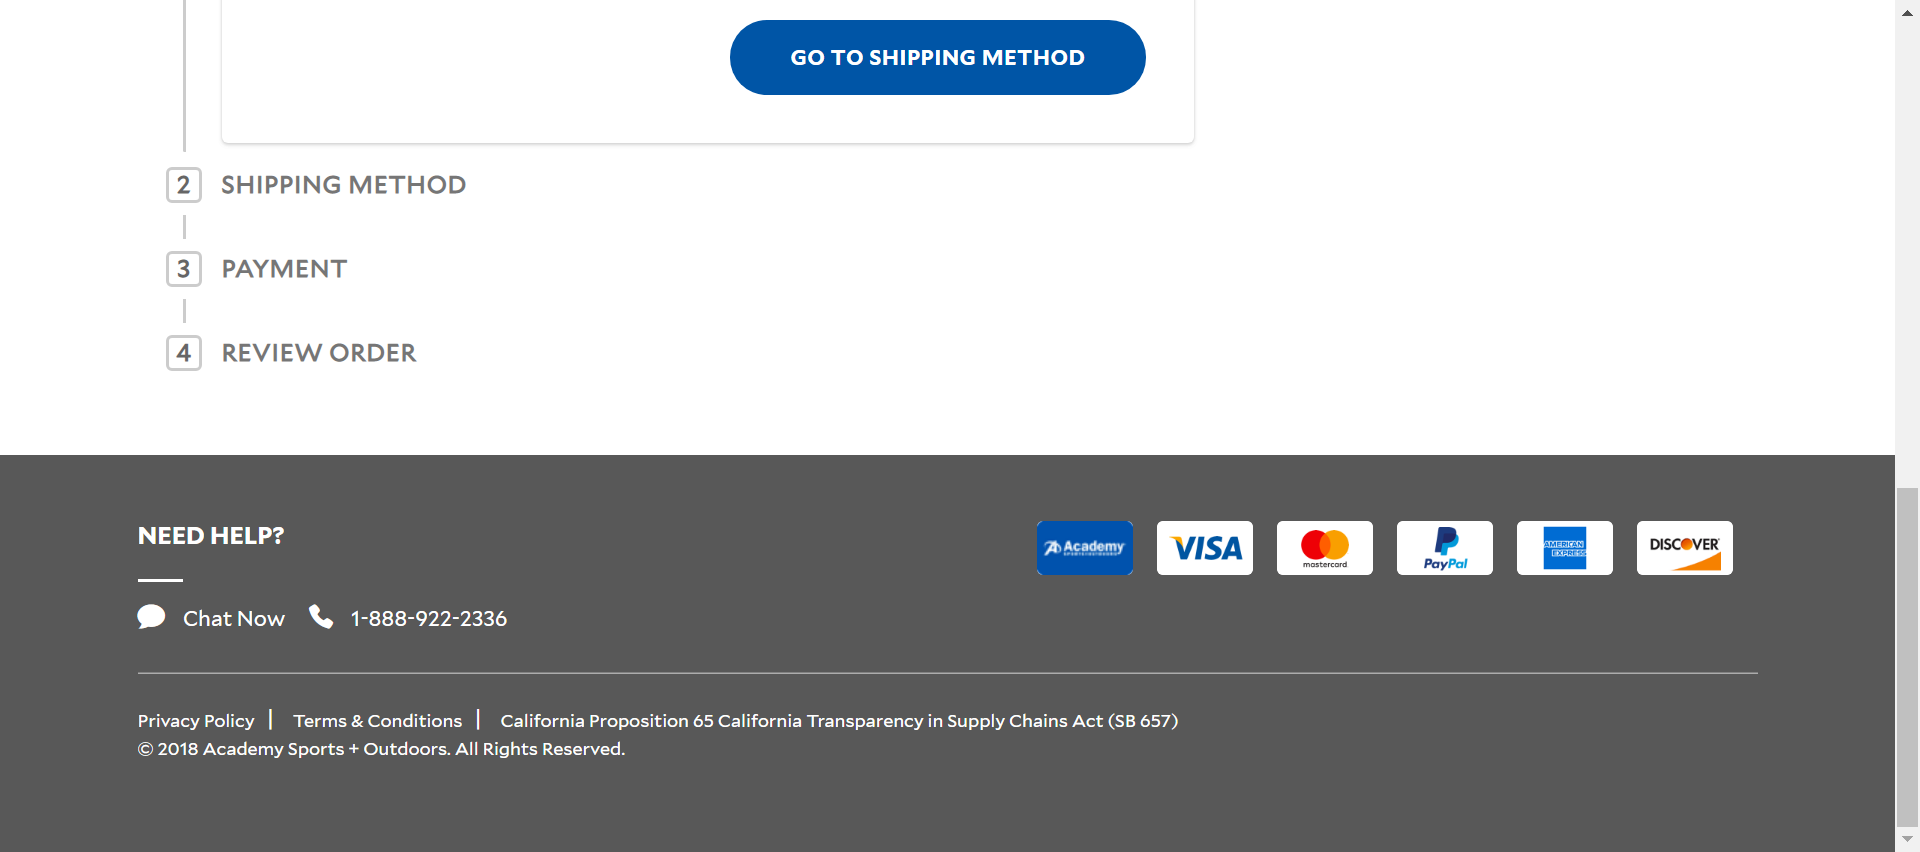 GO TO SHIPPING METHOD
2 SHIPPING METHOD
3 PAYMENT
4 REVIEW ORDER
NEED HELP?
Academy
VISA
mastercard
PayPal
AMERICAN
EXPRESS
DISCOVER
Chat Now 1-888-922-2336
Privacy Policy | Terms & Conditions | California Proposition 65 California Transparency in Supply Chains Act (SB 657)
© 2018 Academy Sports + Outdoors. All Rights Reserved.